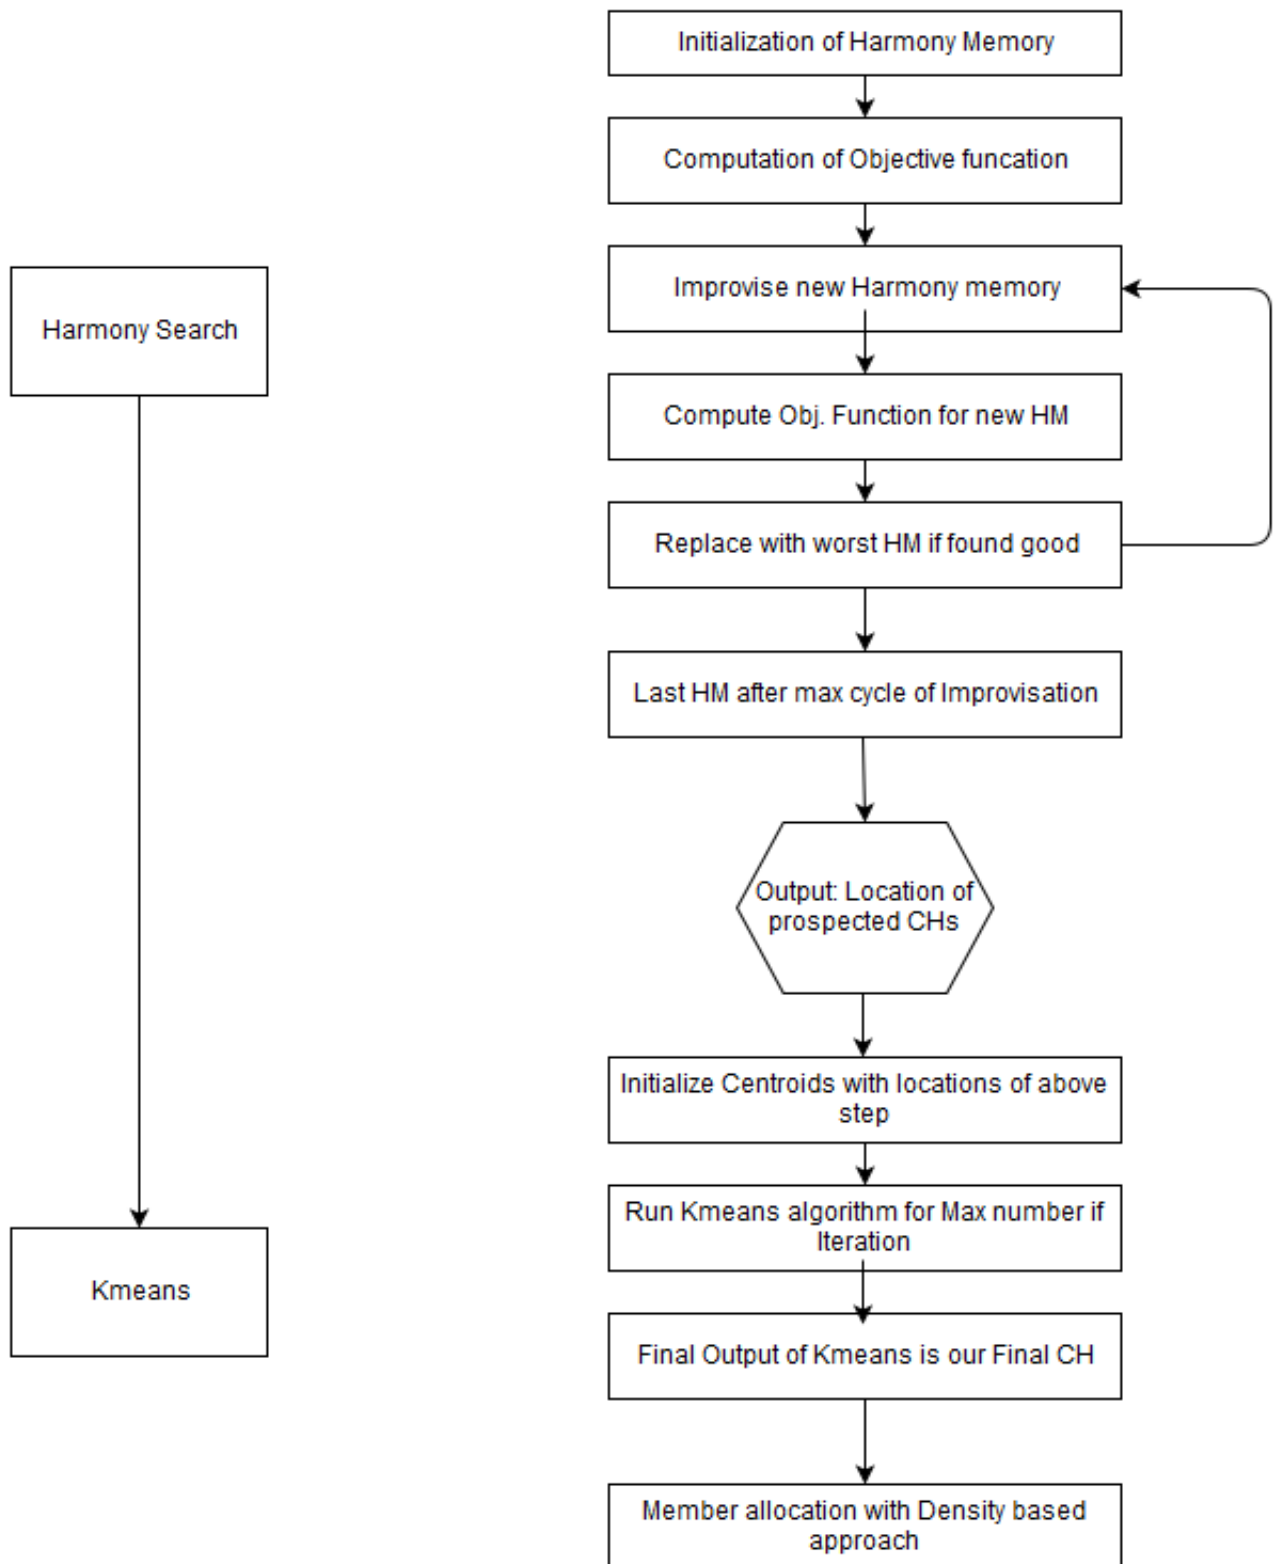 Initialization of Harmony Memory
Computation of Objective funcation
Improvise new Harmony memory
Harmony Search
Compute Obj. Function for new HM
Replace with worst HM if found good
Last HM after max cycle of Improvisation
Output: Location of
prospected CHs
Initialize Centroids with locations of above
step
Run Kmeans algorithm for Max number if
Iteration
Kmeans
Final Output of Kmeans is our Final CH
Member allocation with Density based
approach